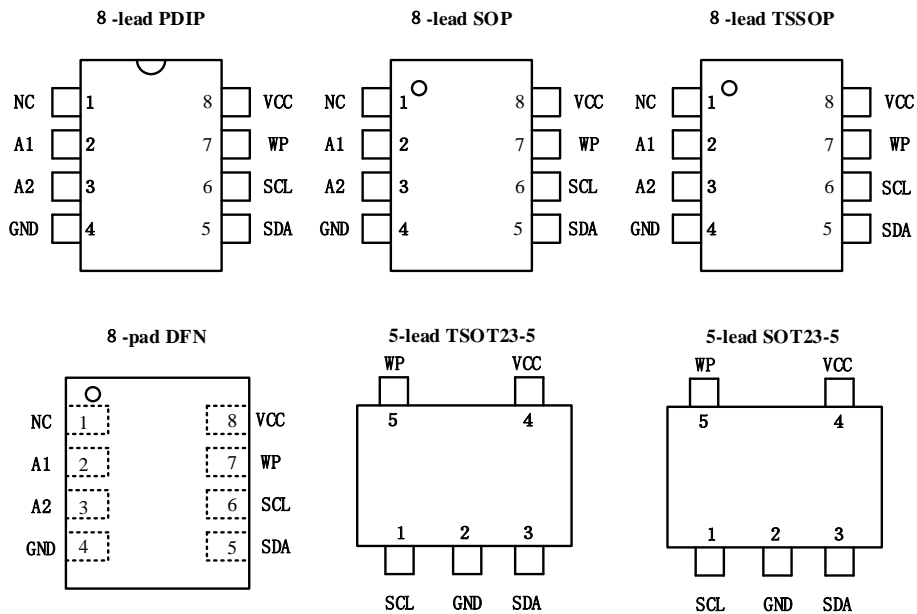 8 -lead PDIP
NC 1 8 VCC
A1 2 7 WP
A2 3 6 SCL
GND 4 5 SDA
8 -lead SOP
NC 1 8 VCC
A1 2 7 WP
A2 3 6 SCL
GND 4 5 SDA
8 -lead TSSOP
NC 1 8 VCC
A1 2 7 WP
A2 3 6 SCL
GND 4 5 SDA
8 -pad DFN
NC 1 8 VCC
A1 2 7 WP
A2 3 6 SCL
GND 4 5 SDA
5-lead TSOT23-5
WP VCC
5 4
1 2 3
SCL GND SDA
5-lead SOT23-5
WP VCC
5 4
1 2 3
SCL GND SDA